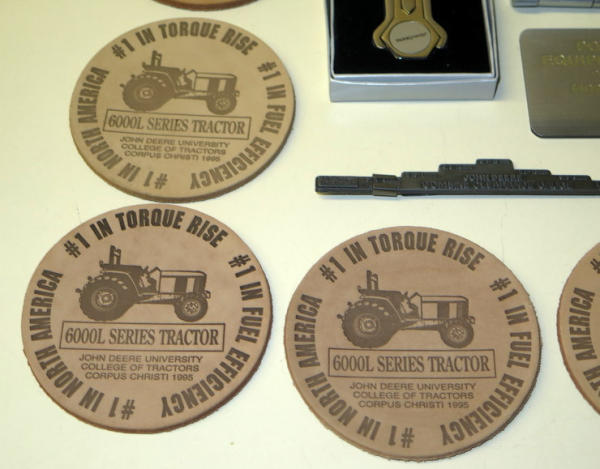 #1 IN TORQUE RISE
#1 IN FUEL EFFICIENCY
#1 IN NORTH AMERICA
6000L SERIES TRACTOR
JOHN DEERE UNIVERSITY
COLLEGE OF TRACTORS
CORPUS CHRISTI 1995
JOHN DEERE
#1 IN TORQUE RISE
#1 IN FUEL EFFICIENCY
#1 IN NORTH AMERICA
6000L SERIES TRACTOR
JOHN DEERE UNIVERSITY
COLLEGE OF TRACTORS
CORPUS CHRISTI 1995
#1 IN TORQUE RISE
#1 IN FUEL EFFICIENCY
#1 IN NORTH AMERICA
6000L SERIES TRACTOR
JOHN DEERE UNIVERSITY
COLLEGE OF TRACTORS
CORPUS CHRISTI 1995